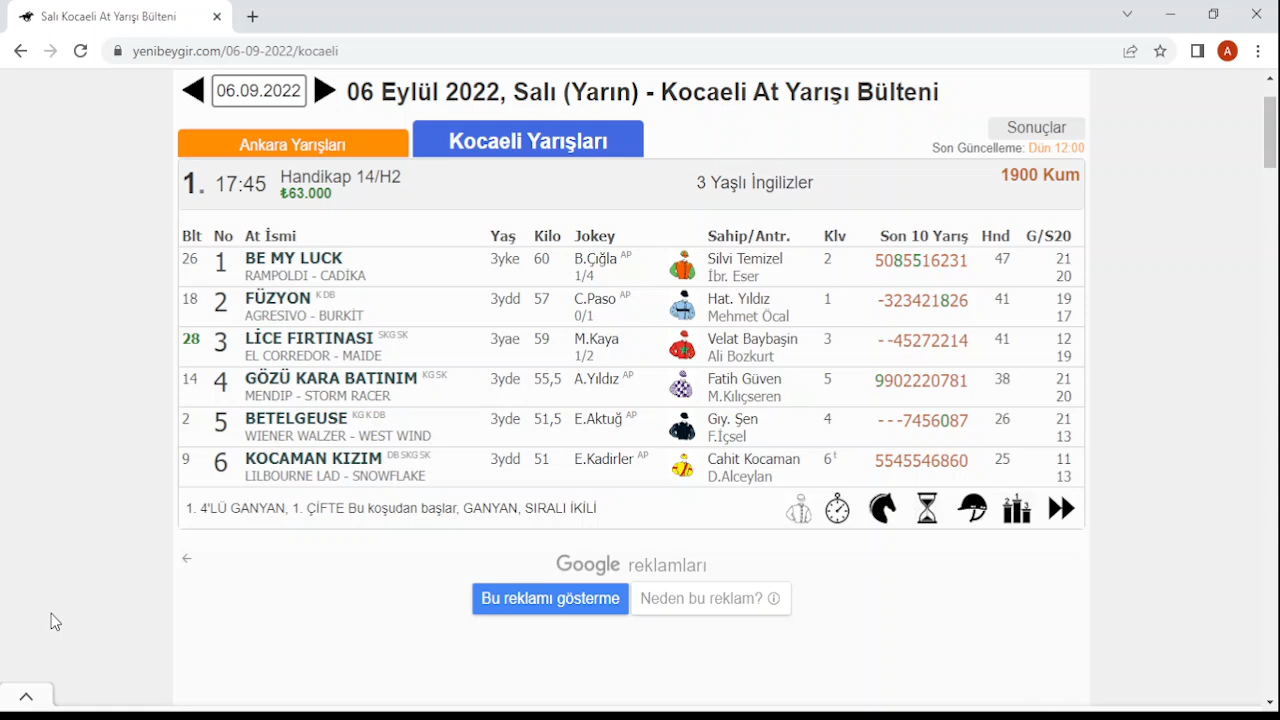 Salı Kocaeli At Yarışı Bülteni
yenibeygir.com/06-09-2022/kocaeli
A
06.09.2022 06 Eylül 2022, Salı (Yarın) - Kocaeli At Yarışı Bülteni
Ankara Yarışları Kocaeli Yarışları Sonuçlar
Son Güncelleme: Dün 12:00
1. 17:45 Handikap 14/H2 3 Yaşlı İngilizler 1900 Kum
₺63.000
Blt No At İsmi Yaş Kilo Jokey Sahip/Antr. Klv Son 10 Yarış Hnd G/S20
26 1 BE MY LUCK 3yke 60 B.Çığla AP Silvi Temizel 2 5085516231 47 21
RAMPOLDI - CADİKA 1/4 İbr. Eser 20
18 2 FÜZYON K DB 3ydd 57 C.Paso AP Hat. Yıldız 1 -323421826 41 19
AGRESIVO - BURKİT 0/1 Mehmet Öcal 17
28 3 LİCE FIRTINASI SKG SK 3yae 59 M.Kaya Velat Baybaşin 3 --45272214 41 12
EL CORREDOR - MAIDE 1/2 Ali Bozkurt 19
14 4 GÖZÜ KARA BATINIM KG SK 3yde 55,5 A.Yıldız AP Fatih Güven 5 9902220781 38 21
MENDIP - STORM RACER M.Kılıçseren 20
2 5 BETELGEUSE KG K DB 3yde 51,5 E.Aktuğ AP Gıy. Şen 4 ---7456087 26 21
WIENER WALZER - WEST WIND F.İçsel 13
9 6 KOCAMAN KIZIM DB SKG SK 3ydd 51 E.Kadirler AP Cahit Kocaman 6t 5545546860 25 11
LILBOURNE LAD - SNOWFLAKE D.Alceylan 13
1. 4'LÜ GANYAN, 1. ÇİFTE Bu koşudan başlar, GANYAN, SIRALI İKİLİ
Google reklamları
Bu reklamı gösterme Neden bu reklam?